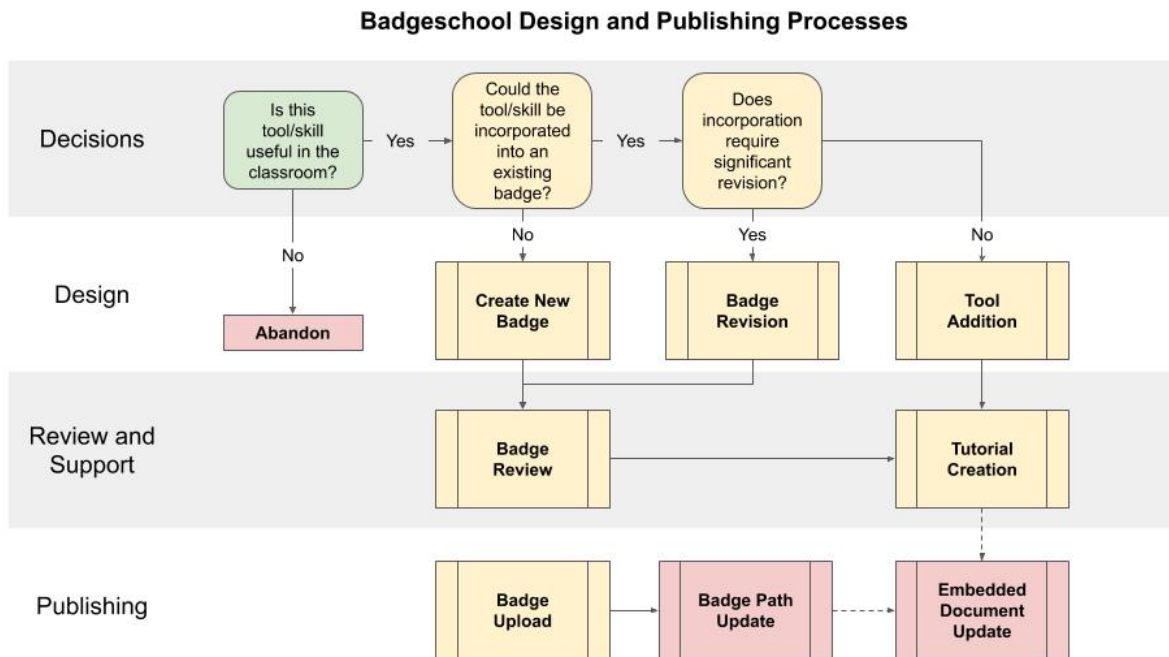 Badgeschool Design and Publishing Processes
Decisions
Is this
tool/skill
useful in the
classroom?
Yes
Could the
tool/skill be
incorporated
into an
existing
badge?
Yes
Does
incorporation
require
significant
revision?
No
No
Yes
No
Design
Abandon
Create New
Badge
Badge
Revision
Tool
Addition
Review and
Support
Badge
Review
Tutorial
Creation
Publishing
Badge
Upload
Badge Path
Update
Embedded
Document
Update